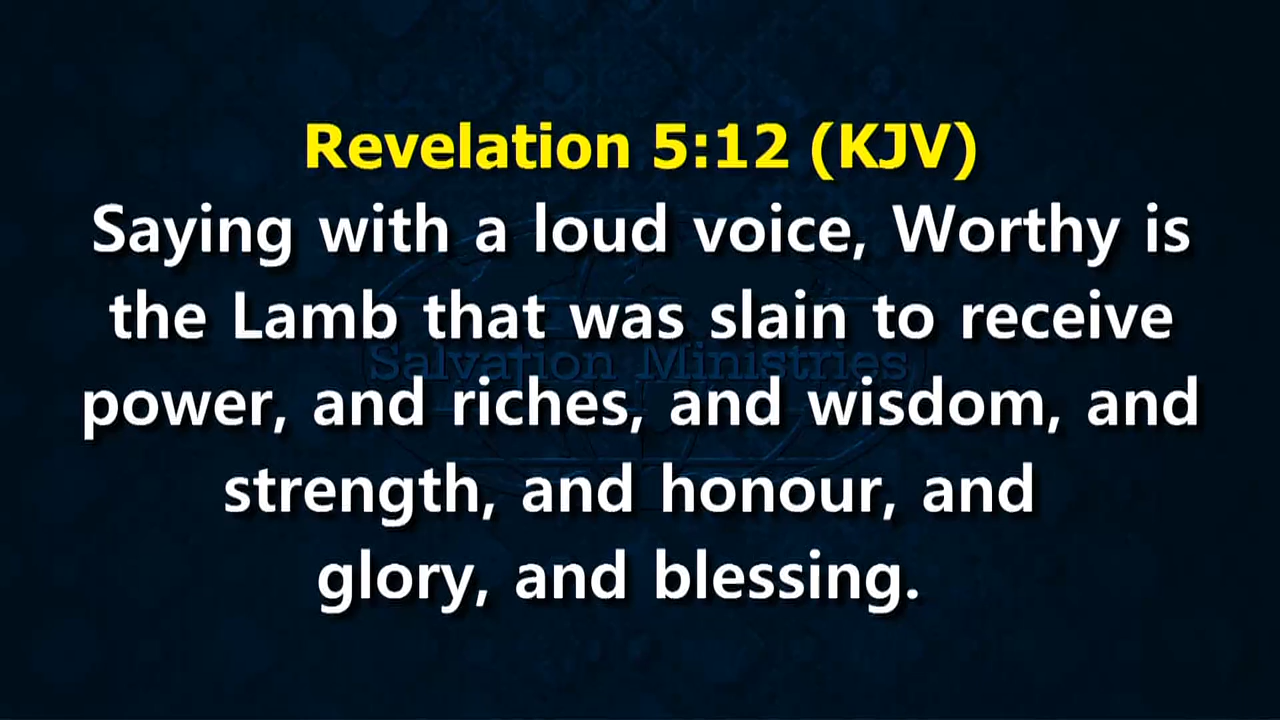 Revelation 5:12 (KJV)
Saying with a loud voice, Worthy is
the Lamb that was slain to receive
Salvation Ministries
power, and riches, and wisdom, and
strength, and honour, and
glory, and blessing.